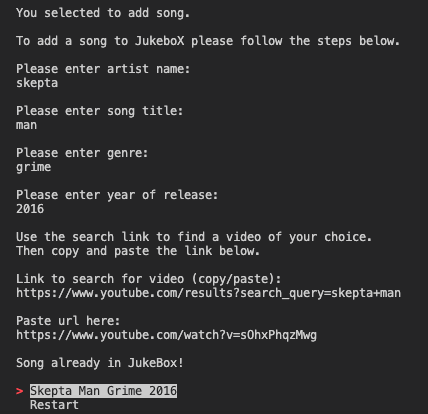 You selected to add song.
To add a song to JukeboX please follow the steps below.
Please enter artist name:
skepta
Please enter song title:
man
Please enter genre:
grime
Please enter year of release:
2016
Use the search link to find a video of your choice.
Then copy and paste the link below.
Link to search for video (copy/paste):
https://www.youtube.com/results?search_query=skepta+man
Paste url here:
https://www.youtube.com/watch?v=sOhxPhqzMwg
Song already in JukeBox!
> Skepta Man Grime 2016
Restart